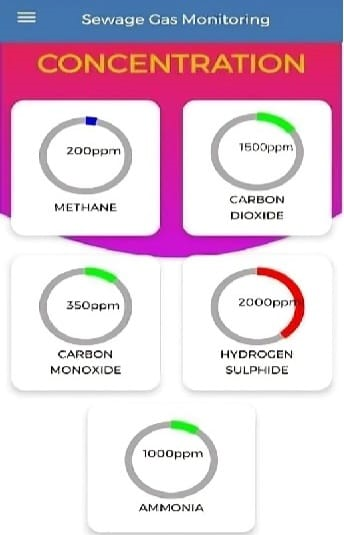 Sewage Gas Monitoring
CONCENTRATION
200ppm
METHANE
1500ppm
CARBON
DIOXIDE
350ppm
CARBON
MONOXIDE
2000ppm
HYDROGEN
SULPHIDE
1000ppm
AMMONIA